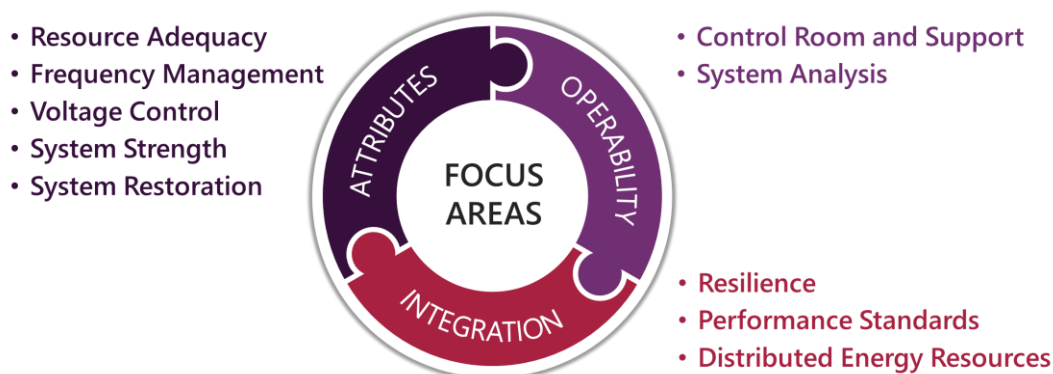 • Resource Adequacy
• Frequency Management
• Voltage Control
• System Strength
• System Restoration
ATTRIBUTES
OPERABILITY
FOCUS
AREAS
INTEGRATION
• Control Room and Support
• System Analysis
• Resilience
• Performance Standards
• Distributed Energy Resources